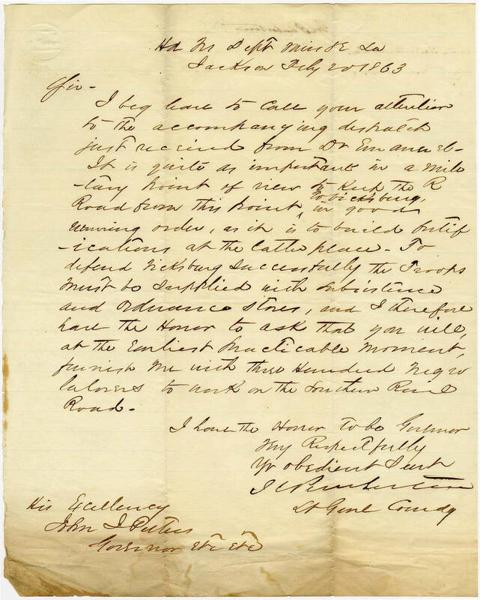 Hd Qrs Dept Miss & E La
Jackson Feby 20 1863
Sir -
I beg leave to call your attention
to the accompanying despatch
just received from Dr Emanuel -
It is quite as important in a mili
-tary point of view to keep the R
Road from this point, to Vicksburg, in good
running order, as it is to build fortif
-ications at the latter place - To
defend Vicksburg successfully the Troops
must be supplied with subsistence
and ordnance stores, and I therefore
have the Honor to ask that you will,
at the Earliest practicable moment,
furnish me with three Hundred Negro
laborers to work on the Southern Rail
Road -
I have the Honor to be Governor
Very Respectfully
Yr obedient Servt
J C Pemberton
Lt Genl Comdg
His Excellency
John J Pettus
Governor etc etc